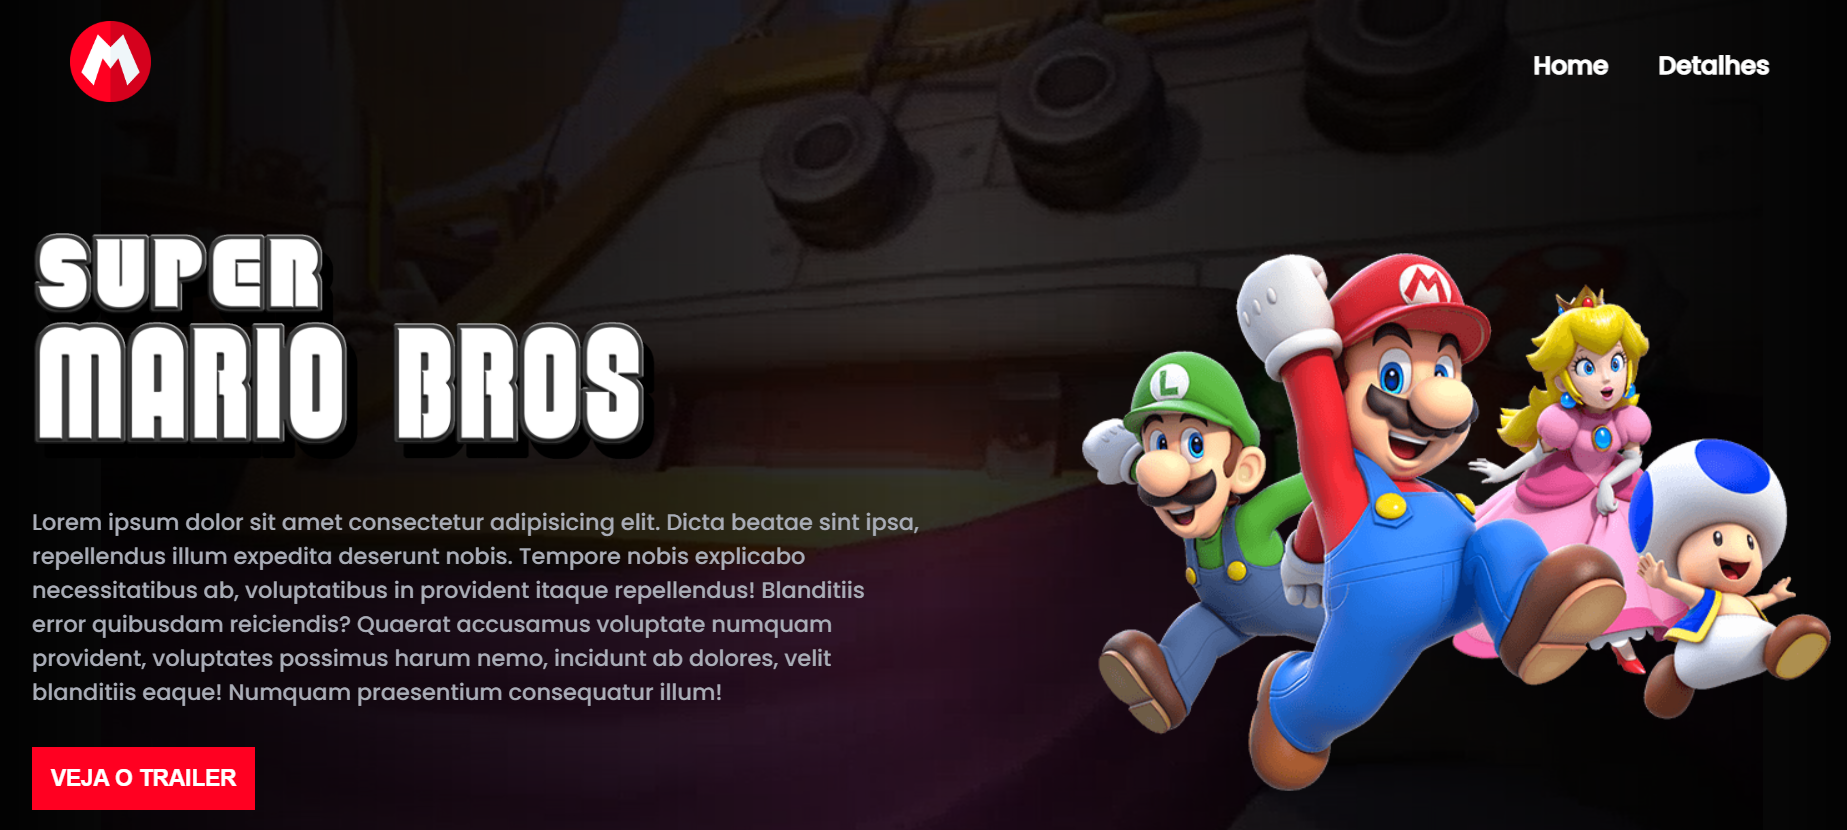 M
Home Detalhes
SUPER
MARIO BROS
M
L
Lorem ipsum dolor sit amet consectetur adipisicing elit. Dicta beatae sint ipsa,
repellendus illum expedita deserunt nobis. Tempore nobis explicabo
necessitatibus ab, voluptatibus in provident itaque repellendus! Blanditiis
error quibusdam reiciendis? Quaerat accusamus voluptate numquam
provident, voluptates possimus harum nemo, incidunt ab dolores, velit
blanditiis eaque! Numquam praesentium consequatur illum!
VEJA O TRAILER